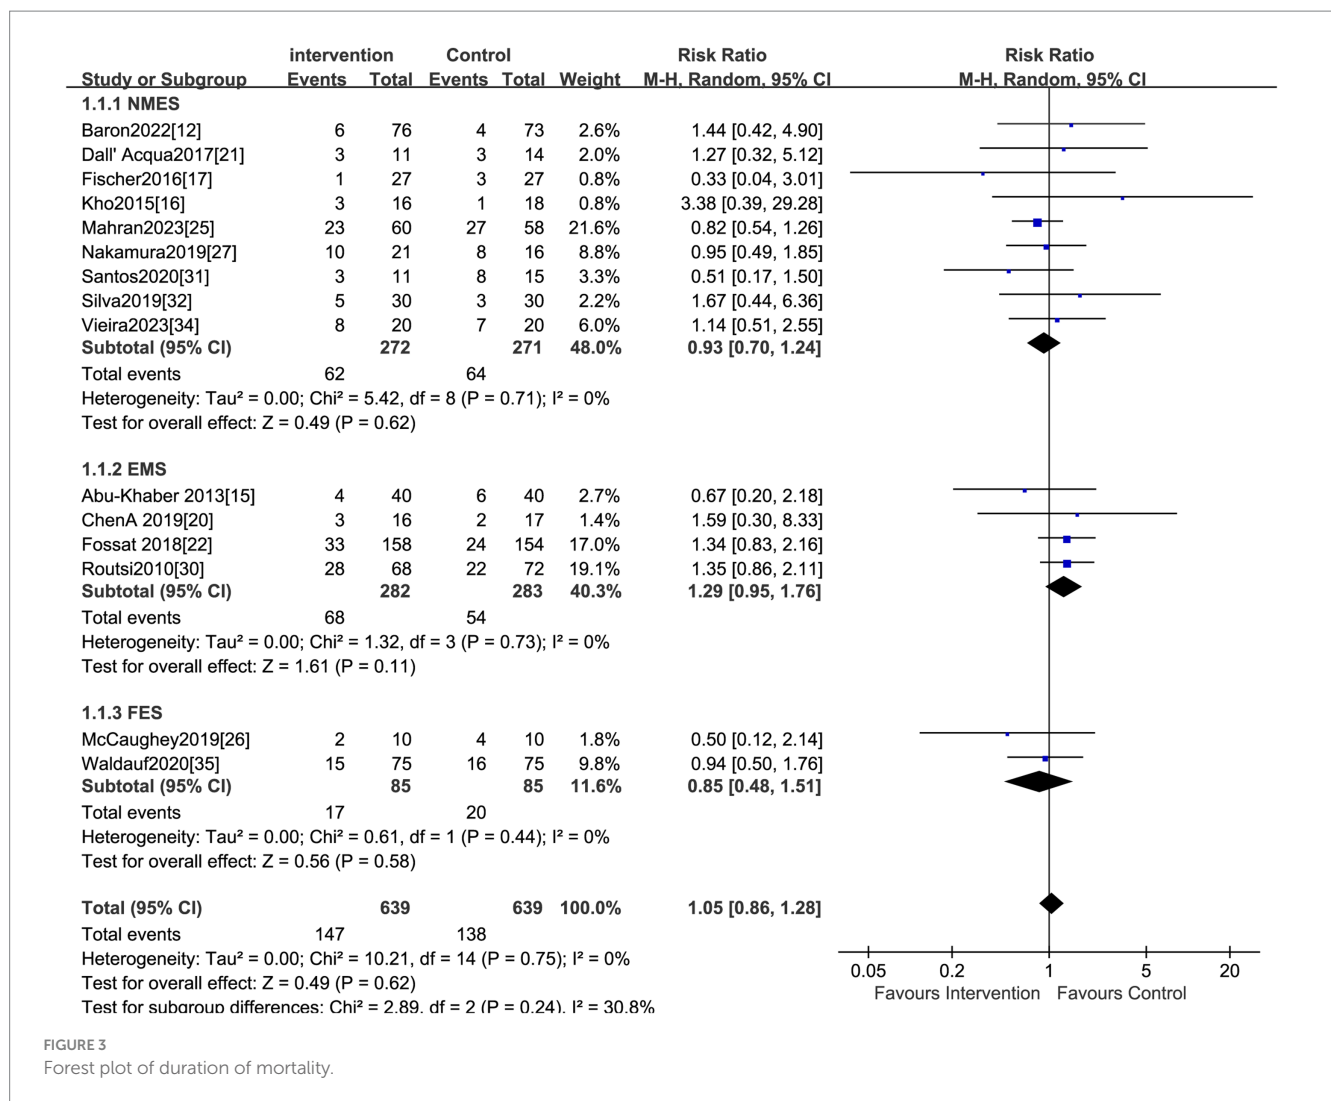 intervention Control Risk Ratio Risk Ratio
Study or Subgroup Events Total Events Total Weight M-H, Random, 95% CI M-H, Random, 95% CI
1.1.1 NMES
Baron2022[12] 6 76 4 73 2.6% 1.44 [0.42, 4.90]
Dall' Acqua2017[21] 3 11 3 14 2.0% 1.27 [0.32, 5.12]
Fischer2016[17] 1 27 3 27 0.8% 0.33 [0.04, 3.01]
Kho2015[16] 3 16 1 18 0.8% 3.38 [0.39, 29.28]
Mahran2023[25] 23 60 27 58 21.6% 0.82 [0.54, 1.26]
Nakamura2019[27] 10 21 8 16 8.8% 0.95 [0.49, 1.85]
Santos2020[31] 3 11 8 15 3.3% 0.51 [0.17, 1.50]
Silva2019[32] 5 30 3 30 2.2% 1.67 [0.44, 6.36]
Vieira2023[34] 8 20 7 20 6.0% 1.14 [0.51, 2.55]
Subtotal (95% CI) 272 271 48.0% 0.93 [0.70, 1.24]
Total events 62 64
Heterogeneity: Tau² = 0.00; Chi² = 5.42, df = 8 (P = 0.71); I² = 0%
Test for overall effect: Z = 0.49 (P = 0.62)
1.1.2 EMS
Abu-Khaber 2013[15] 4 40 6 40 2.7% 0.67 [0.20, 2.18]
ChenA 2019[20] 3 16 2 17 1.4% 1.59 [0.30, 8.33]
Fossat 2018[22] 33 158 24 154 17.0% 1.34 [0.83, 2.16]
Routsi2010[30] 28 68 22 72 19.1% 1.35 [0.86, 2.11]
Subtotal (95% CI) 282 283 40.3% 1.29 [0.95, 1.76]
Total events 68 54
Heterogeneity: Tau² = 0.00; Chi² = 1.32, df = 3 (P = 0.73); I² = 0%
Test for overall effect: Z = 1.61 (P = 0.11)
1.1.3 FES
McCaughey2019[26] 2 10 4 10 1.8% 0.50 [0.12, 2.14]
Waldauf2020[35] 15 75 16 75 9.8% 0.94 [0.50, 1.76]
Subtotal (95% CI) 85 85 11.6% 0.85 [0.48, 1.51]
Total events 17 20
Heterogeneity: Tau² = 0.00; Chi² = 0.61, df = 1 (P = 0.44); I² = 0%
Test for overall effect: Z = 0.56 (P = 0.58)
Total (95% CI) 639 639 100.0% 1.05 [0.86, 1.28]
Total events 147 138
Heterogeneity: Tau² = 0.00; Chi² = 10.21, df = 14 (P = 0.75); I² = 0%
Test for overall effect: Z = 0.49 (P = 0.62)
Test for subgroup differences: Chi² = 2.89, df = 2 (P = 0.24), I² = 30.8%
0.05 0.2 1 5 20
Favours Intervention Favours Control
FIGURE 3
Forest plot of duration of mortality.